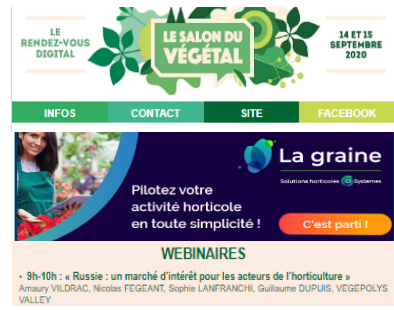 LE
RENDEZ-VOUS
DIGITAL
LE SALON DU
VÉGÉTAL
14 ET 15
SEPTEMBRE
2020
INFOS CONTACT SITE FACEBOOK
La graine
Solutions horticoles Systemes
Pilotez votre
activité horticole
en toute simplicité !
C'est parti !
WEBINAIRES
• 9h-10h : « Russie : un marché d'intérêt pour les acteurs de l'horticulture »
Amaury VILDRAC, Nicolas FEGEANT, Sophie LANFRANCHI, Guillaume DUPUIS, VEGEPOLYS
VALLEY